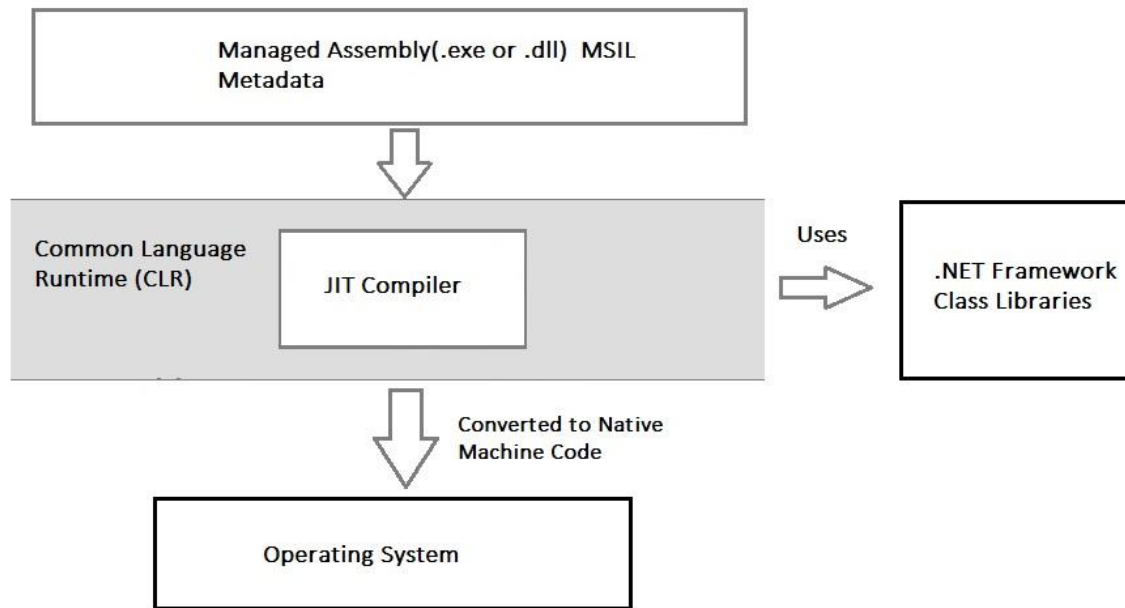 Managed Assembly(.exe or .dll) MSIL
Metadata
Common Language
Runtime (CLR)
JIT Compiler
Uses
.NET Framework
Class Libraries
Converted to Native
Machine Code
Operating System